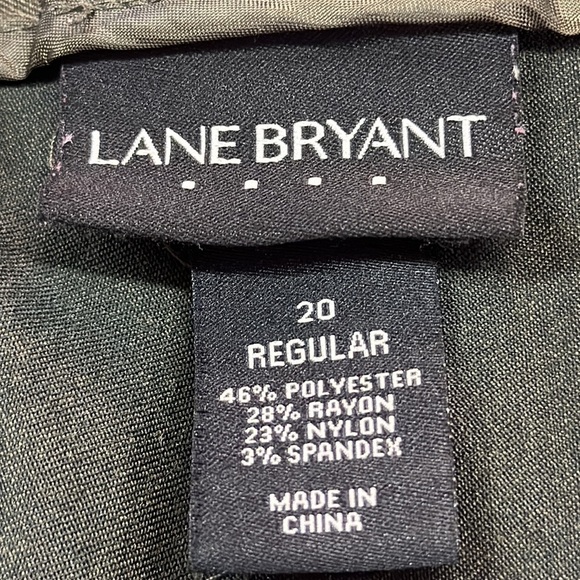 LANE BRYANT
20
REGULAR
46% POLYESTER
28% RAYON
23% NYLON
3% SPANDEX
MADE IN
CHINA